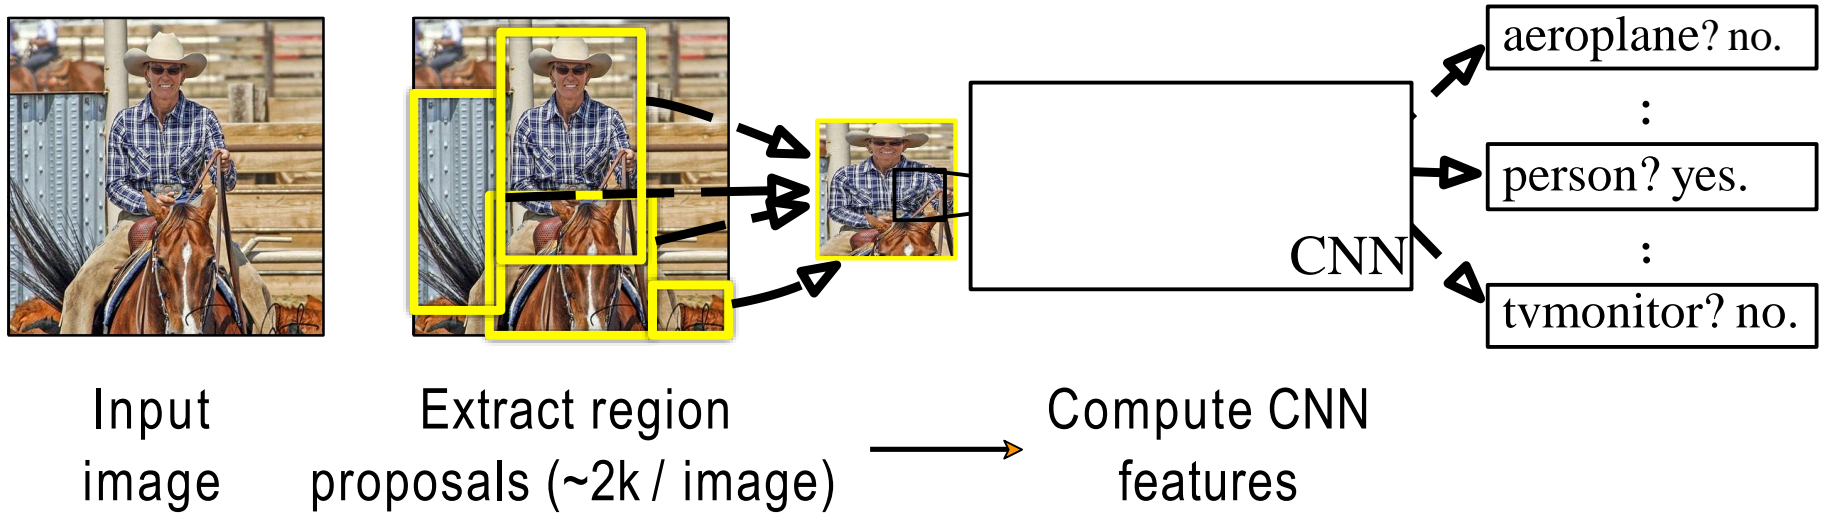 aeroplane? no.
:
person? yes.
:
tvmonitor? no.
CNN
Input
image
Extract region
proposals (~2k / image)
Compute CNN
features